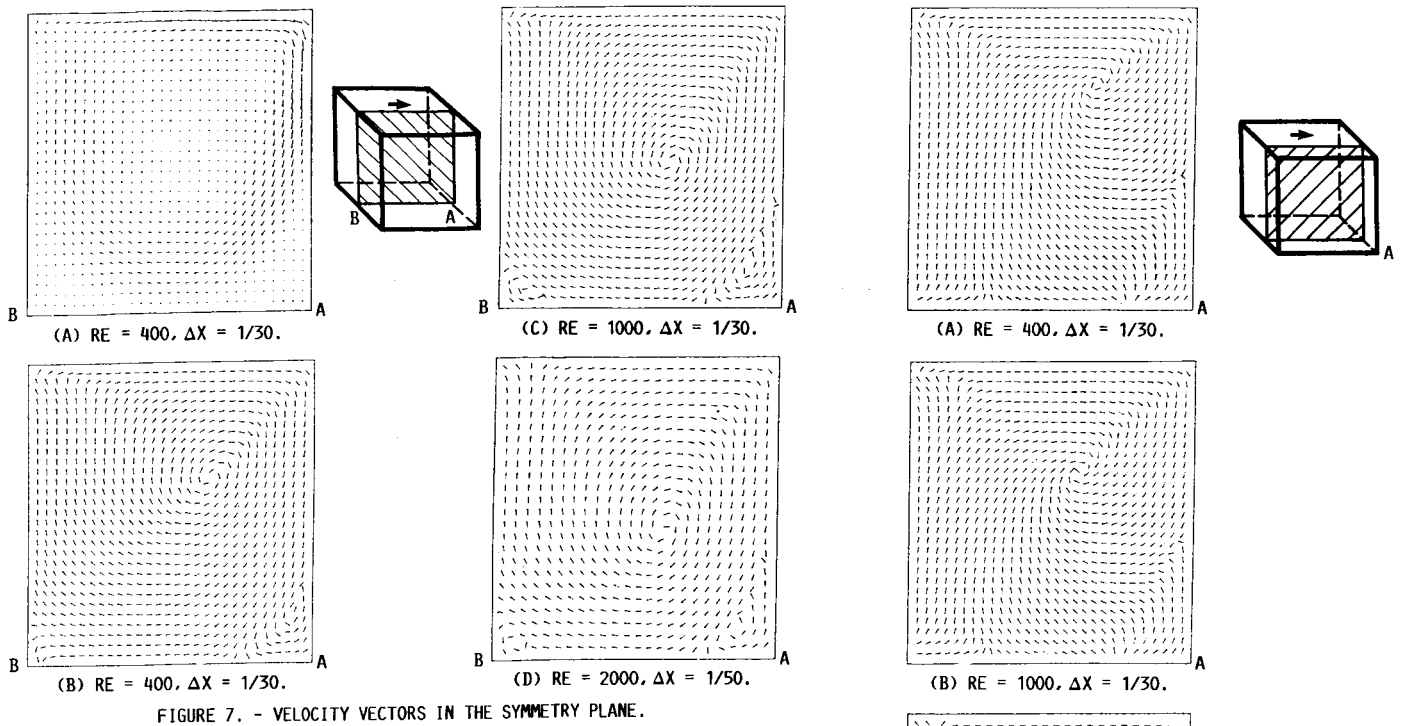 B A
(A) RE = 400, ΔX = 1/30.
B A
B A
(C) RE = 1000, ΔX = 1/30.
B A
(B) RE = 400, ΔX = 1/30.
B A
(D) RE = 2000, ΔX = 1/50.
FIGURE 7. - VELOCITY VECTORS IN THE SYMMETRY PLANE.
A
(A) RE = 400, ΔX = 1/30.
A
A
(B) RE = 1000, ΔX = 1/30.